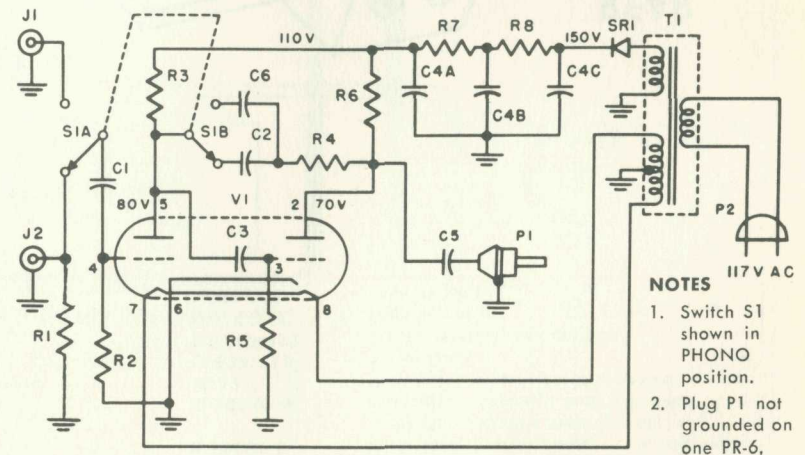 J1
110V
R7
R8
150V
SR1
T1
R3
C6
R6
C4A
C4C
S1A
S1B
C2
R4
C4B
C1
V1
80V 5
2 70V
P2
J2
C3
C5
P1
117V AC
4
3
7
6
8
R1
R2
R5
NOTES
1. Switch S1
shown in
PHONO
position.
2. Plug P1 not
grounded on
one PR-6,